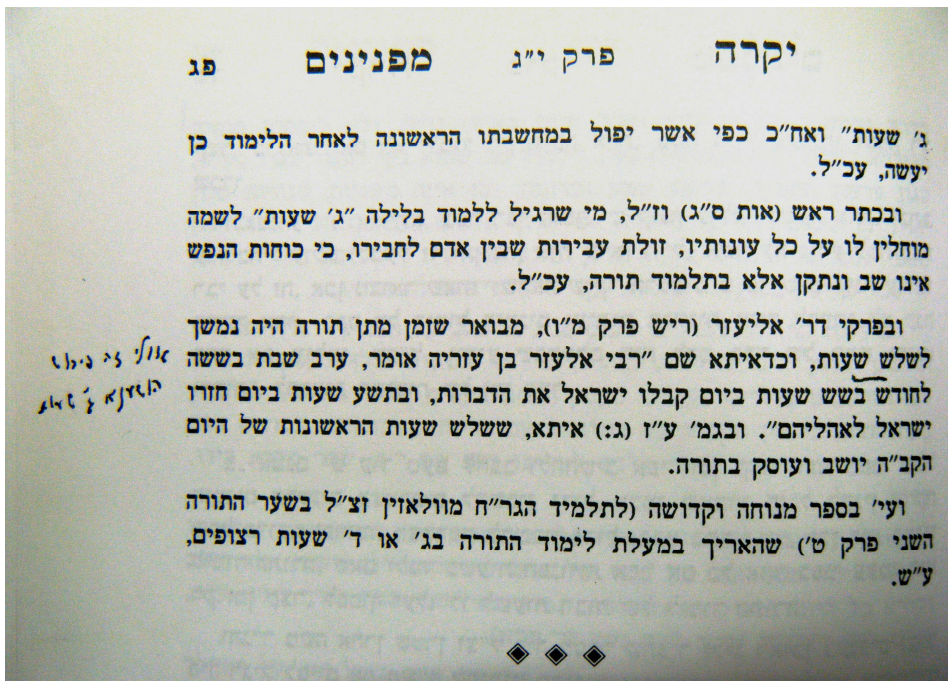 יקרה פרק י״ג מפנינים פג
ג׳ שעות״ ואח״כ כפי אשר יפול במחשבתו הראשונה לאחר הלימוד כן
יעשה, עכ״ל.
ובכתר ראש (אות ס״ג) וז״ל, מי שרגיל ללמוד בלילה ״ג׳ שעות״ לשמה
מוחלין לו על כל עונותיו, זולת עבירות שבין אדם לחבירו, כי כוחות הנפש
אינו שב ונתקן אלא בתלמוד תורה, עכ״ל.
ובפרקי דר׳ אליעזר (ריש פרק מ״ו), מבואר שזמן מתן תורה היה נמשך
לשלש שעות, וכדאיתא שם ״רבי אלעזר בן עזריה אומר, ערב שבת בששה
לחודש בשש שעות ביום קבלו ישראל את הדברות, ובתשע שעות ביום חזרו
ישראל לאהליהם״. ובגמ׳ ע״ז (ג:) איתא, ששלש שעות הראשונות של היום
הקב״ה יושב ועוסק בתורה.
ועי׳ בספר מנוחה וקדושה (לתלמיד הגר״ח מוולאזין זצ״ל בשער התורה
השני פרק ט׳) שהאריך במעלת לימוד התורה בג׳ או ד׳ שעות רצופים,
ע״ש.
אולי זה
ג׳ שעות